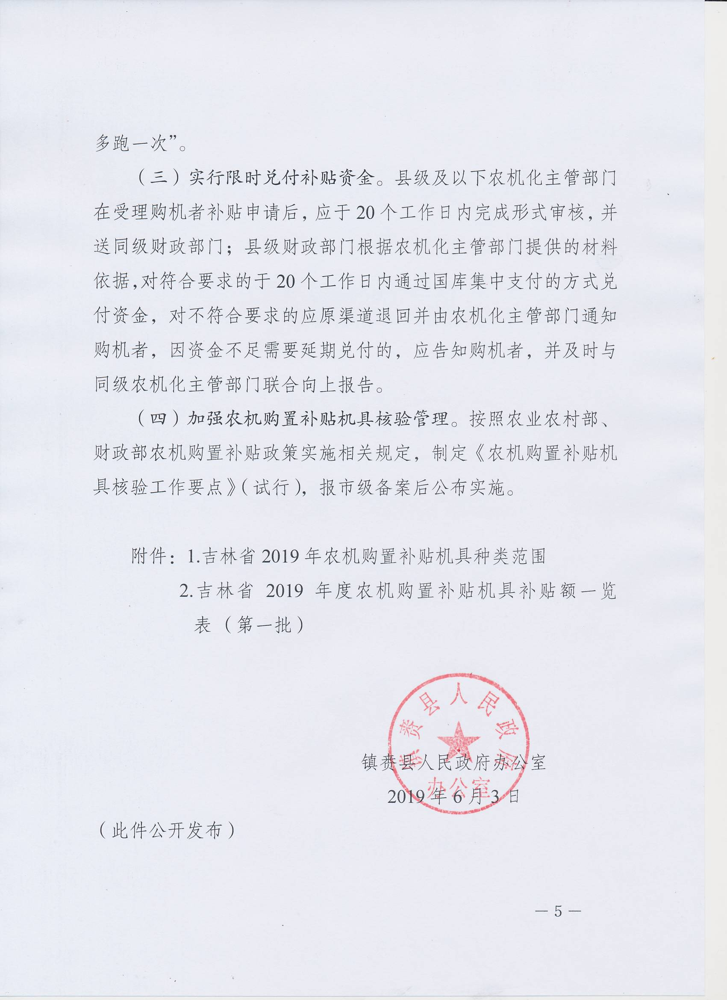 多跑一次”。
（三）实行限时兑付补贴资金。县级及以下农机化主管部门
在受理购机者补贴申请后，应于20个工作日内完成形式审核，并
送同级财政部门；县级财政部门根据农机化主管部门提供的材料
依据，对符合要求的于20个工作日内通过国库集中支付的方式兑
付资金，对不符合要求的应原渠道退回并由农机化主管部门通知
购机者，因资金不足需要延期兑付的，应告知购机者，并及时与
同级农机化主管部门联合向上报告。
（四）加强农机购置补贴机具核验管理。按照农业农村部、
财政部农机购置补贴政策实施相关规定，制定《农机购置补贴机
具核验工作要点》（试行），报市级备案后公布实施。
附件：1.吉林省2019年农机购置补贴机具种类范围
2.吉林省 2019 年度农机购置补贴机具补贴额一览
表（第一批）
镇赉县人民政府
办公室
镇赉县人民政府办公室
2019年6月3日
（此件公开发布）
— 5 —